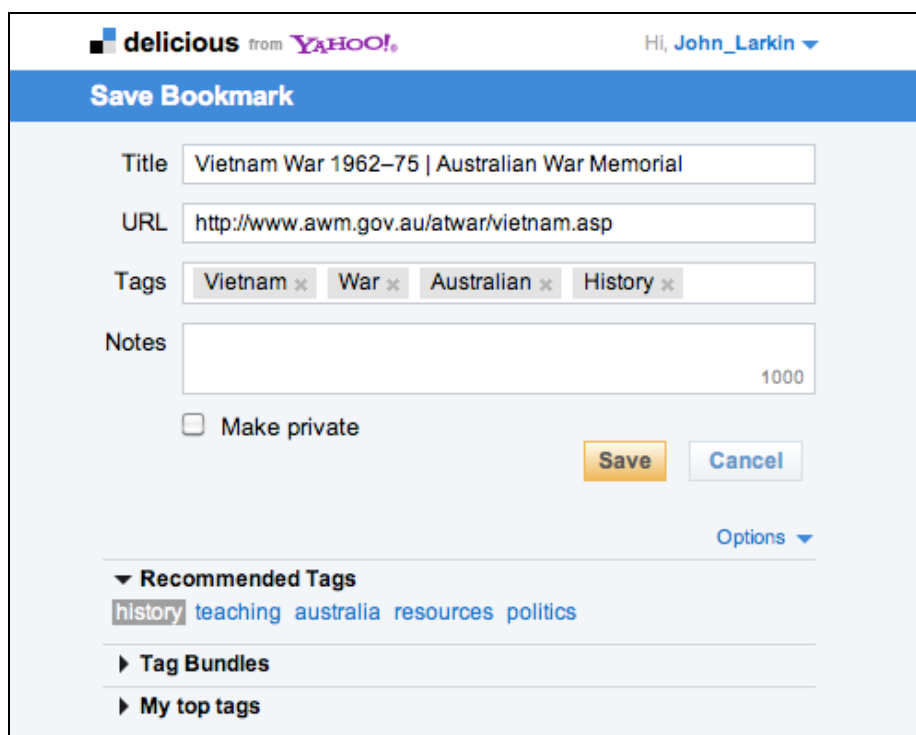 delicious from YAHOO!® Hi, John_Larkin
Save Bookmark
Title Vietnam War 1962–75 | Australian War Memorial
URL http://www.awm.gov.au/atwar/vietnam.asp
Tags Vietnam × War × Australian × History ×
Notes
1000
Make private
Save Cancel
Options
Recommended Tags
history teaching australia resources politics
Tag Bundles
My top tags